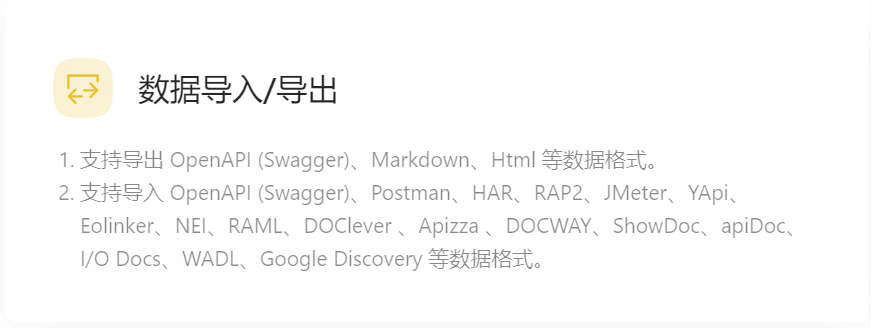 数据导入/导出
1. 支持导出 OpenAPI (Swagger)、Markdown、Html 等数据格式。
2. 支持导入 OpenAPI (Swagger)、Postman、HAR、RAP2、JMeter、YApi、
Eolinker、NEI、RAML、DOClever 、Apizza 、DOCWAY、ShowDoc、apiDoc、
I/O Docs、WADL、Google Discovery 等数据格式。